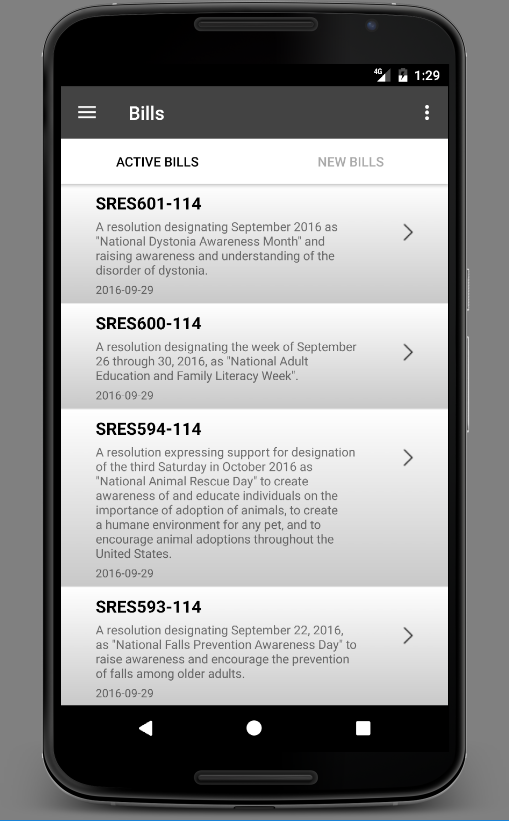 4G 1:29
Bills
ACTIVE BILLS NEW BILLS
SRES601-114
A resolution designating September 2016 as
"National Dystonia Awareness Month" and
raising awareness and understanding of the
disorder of dystonia.
2016-09-29
SRES600-114
A resolution designating the week of September
26 through 30, 2016, as "National Adult
Education and Family Literacy Week".
2016-09-29
SRES594-114
A resolution expressing support for designation
of the third Saturday in October 2016 as
"National Animal Rescue Day" to create
awareness of and educate individuals on the
importance of adoption of animals, to create
a humane environment for any pet, and to
encourage animal adoptions throughout the
United States.
2016-09-29
SRES593-114
A resolution designating September 22, 2016,
as "National Falls Prevention Awareness Day" to
raise awareness and encourage the prevention
of falls among older adults.
2016-09-29